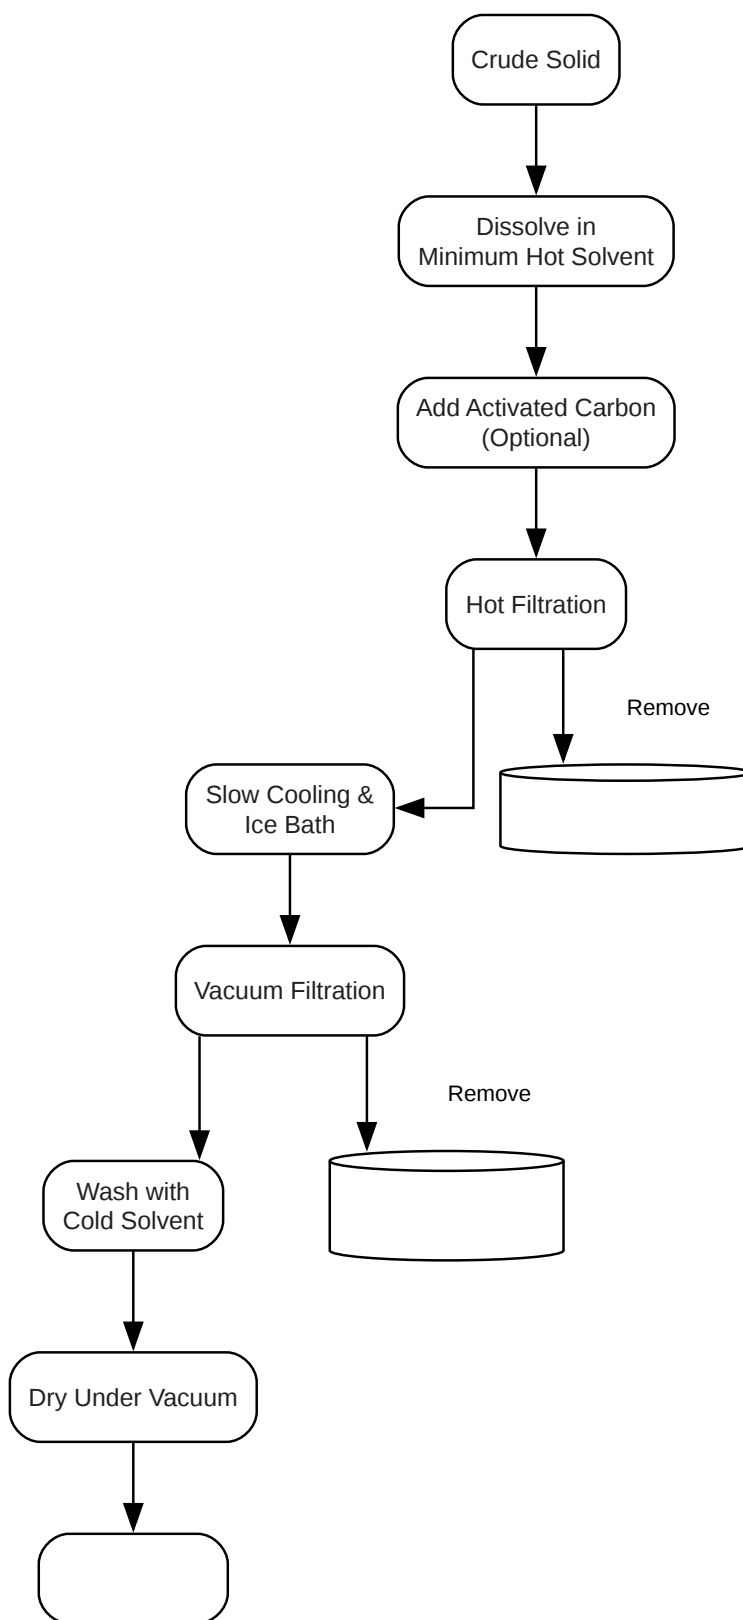 Crude Solid
Dissolve in
Minimum Hot Solvent
Add Activated Carbon
(Optional)
Hot Filtration
Remove
Slow Cooling &
Ice Bath
Vacuum Filtration
Remove
Wash with
Cold Solvent
Dry Under Vacuum